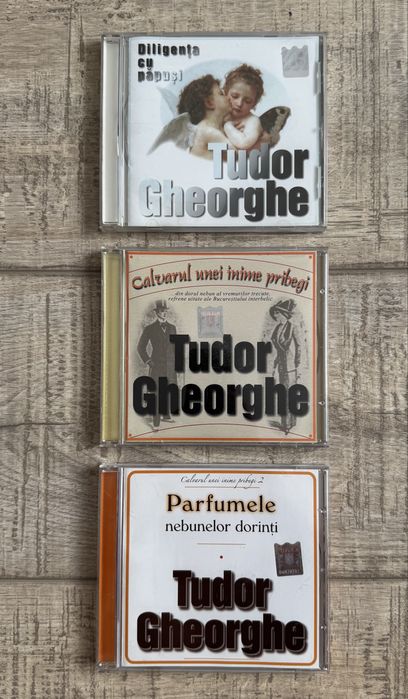 Diligența
cu
păpuși
Tudor
Gheorghe
Calvarul unei inime pribegi
din dorul nebun al vremurilor trecute,
refrene uitate ale Bucureștiului interbelic
Tudor
Gheorghe
Calvarul unei inime pribegi 2
Parfumele
nebunelor dorinți
Tudor
Gheorghe